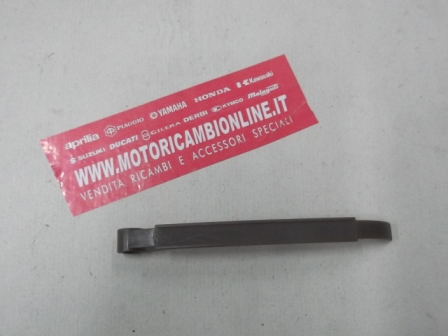 aprilia PIAGGIO YAMAHA HONDA Kawasaki
SUZUKI DUCATI GILERA DERBI KYMCO Malaguti
WWW.MOTORICAMBIONLINE.IT
VENDITA RICAMBI E ACCESSORI SPECIALI